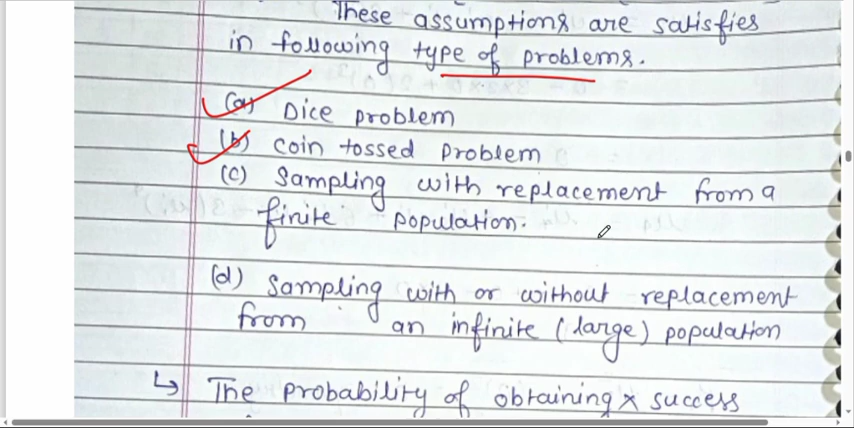 These assumptions are satisfies
in following type of problems.
(a) Dice problem
(b) coin tossed problem
(c) Sampling with replacement from a
finite population.
(d) Sampling with or without replacement
from an infinite (large) population
↳ The probability of obtaining x success